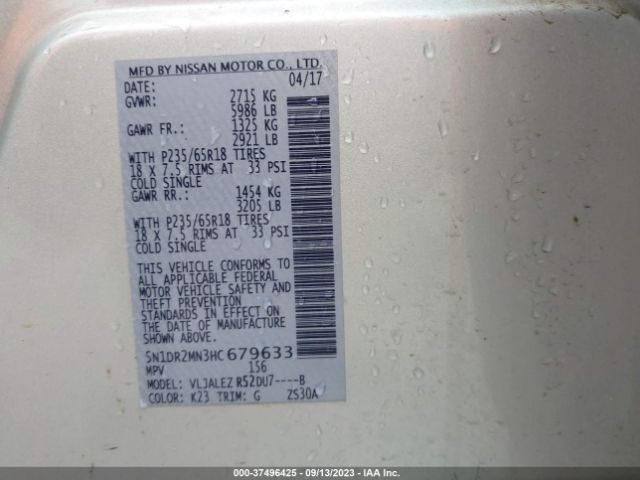 MFD BY NISSAN MOTOR CO., LTD.
DATE: 04/17
GVWR: 2715 KG
5986 LB
GAWR FR.: 1325 KG
2921 LB
WITH P235/65R18 TIRES
18 X 7.5 RIMS AT 33 PSI
COLD SINGLE
GAWR RR.: 1454 KG
3205 LB
WITH P235/65R18 TIRES
18 X 7.5 RIMS AT 33 PSI
COLD SINGLE
THIS VEHICLE CONFORMS TO
ALL APPLICABLE FEDERAL
MOTOR VEHICLE SAFETY AND
THEFT PREVENTION
STANDARDS IN EFFECT ON
THE DATE OF MANUFACTURE
SHOWN ABOVE.
5N1DR2MN3HC679633
MPV 156
MODEL: VLJALEZ R52DU7----B
COLOR: K23 TRIM: G ZS30A
000-37496425 - 09/13/2023 - IAA Inc.